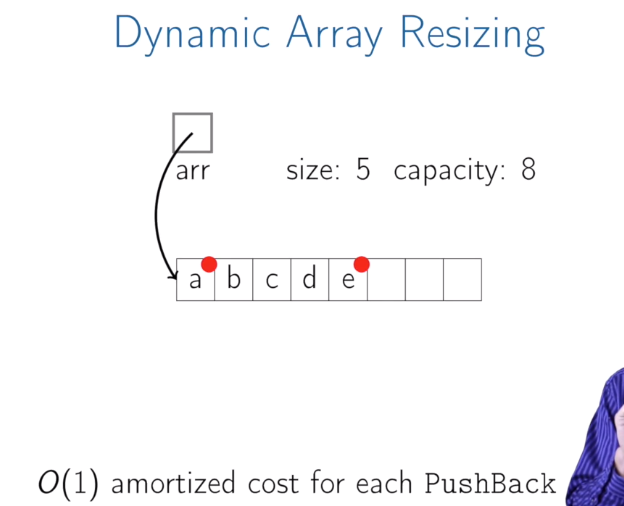 Dynamic Array Resizing
arr size: 5 capacity: 8
a b c d e
O(1) amortized cost for each PushBack